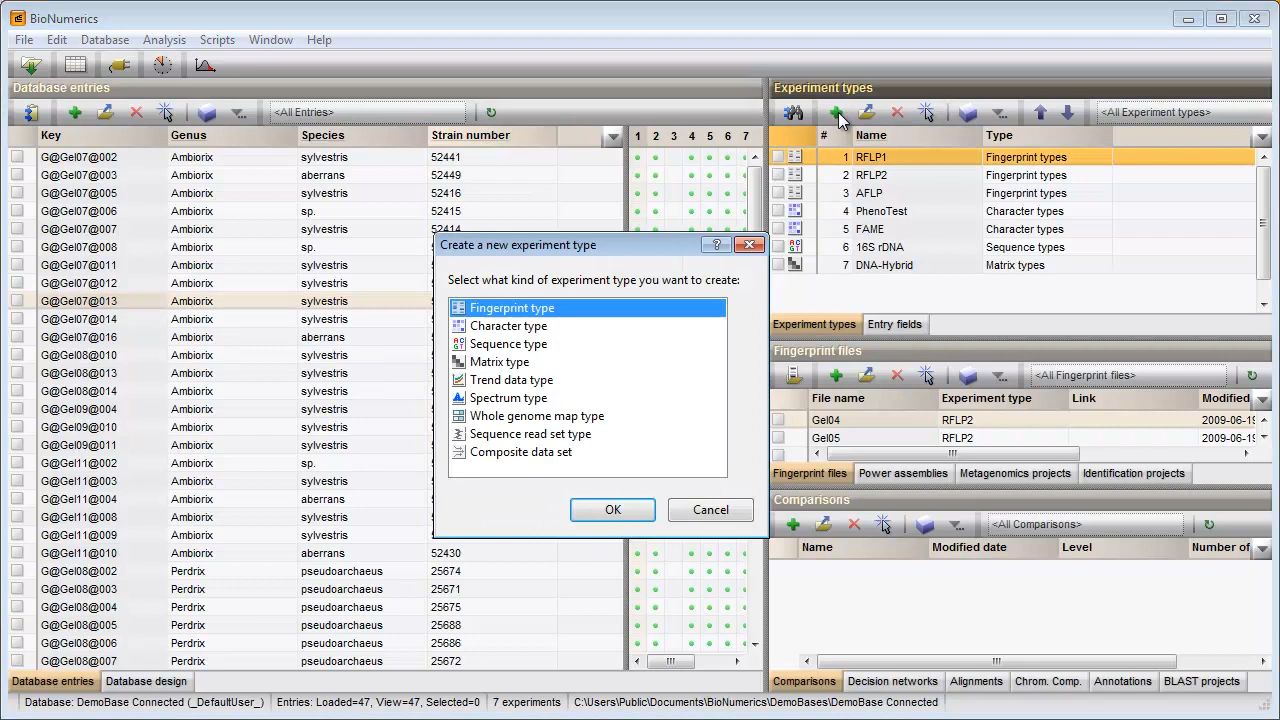 BioNumerics
File Edit Database Analysis Scripts Window Help
Database entries
<All Entries>
Key Genus Species Strain number 1 2 3 4 5 6 7
G@Gel07@002 Ambiorix sylvestris 52441
G@Gel07@003 Ambiorix aberrans 52449
G@Gel07@005 Ambiorix sylvestris 52416
G@Gel07@006 Ambiorix sp. 52415
G@Gel07@007 Ambiorix sylvestris 52414
G@Gel07@008 Ambiorix sp.
G@Gel07@011 Ambiorix sylvestris
G@Gel07@012 Ambiorix sylvestris
G@Gel07@013 Ambiorix sylvestris
G@Gel07@014 Ambiorix sylvestris
G@Gel07@016 Ambiorix aberrans
G@Gel08@010 Ambiorix sylvestris
G@Gel08@013 Ambiorix sylvestris
G@Gel08@014 Ambiorix sylvestris
G@Gel09@010 Ambiorix sylvestris
G@Gel09@011 Ambiorix sylvestris
G@Gel11@002 Ambiorix sp.
G@Gel11@003 Ambiorix sylvestris
G@Gel11@004 Ambiorix aberrans
G@Gel11@008 Ambiorix sylvestris
G@Gel11@009 Ambiorix sylvestris
G@Gel11@010 Ambiorix aberrans 52430
G@Gel08@002 Perdrix pseudoarchaeus 25674
G@Gel08@003 Perdrix pseudoarchaeus 25671
G@Gel08@004 Perdrix pseudoarchaeus 25675
G@Gel08@005 Perdrix pseudoarchaeus 25688
G@Gel08@006 Perdrix pseudoarchaeus 25686
G@Gel08@007 Perdrix pseudoarchaeus 25672
Database entries Database design
Create a new experiment type
Select what kind of experiment type you want to create:
Fingerprint type
Character type
Sequence type
Matrix type
Trend data type
Spectrum type
Whole genome map type
Sequence read set type
Composite data set
OK Cancel
Experiment types
<All Experiment types>
# Name Type
1 RFLP1 Fingerprint types
2 RFLP2 Fingerprint types
3 AFLP Fingerprint types
4 PhenoTest Character types
5 FAME Character types
6 16S rDNA Sequence types
7 DNA-Hybrid Matrix types
Experiment types Entry fields
Fingerprint files
<All Fingerprint files>
File name Experiment type Link Modified
Gel04 RFLP2 2009-06-19
Gel05 RFLP2 2009-06-19
Fingerprint files Power assemblies Metagenomics projects Identification projects
Comparisons
<All Comparisons>
Name Modified date Level Number of
Comparisons Decision networks Alignments Chrom. Comp. Annotations BLAST projects
Database: DemoBase Connected (_DefaultUser_) Entries: Loaded=47, View=47, Selected=0 7 experiments C:\Users\Public\Documents\BioNumerics\DemoBases\DemoBase Connected